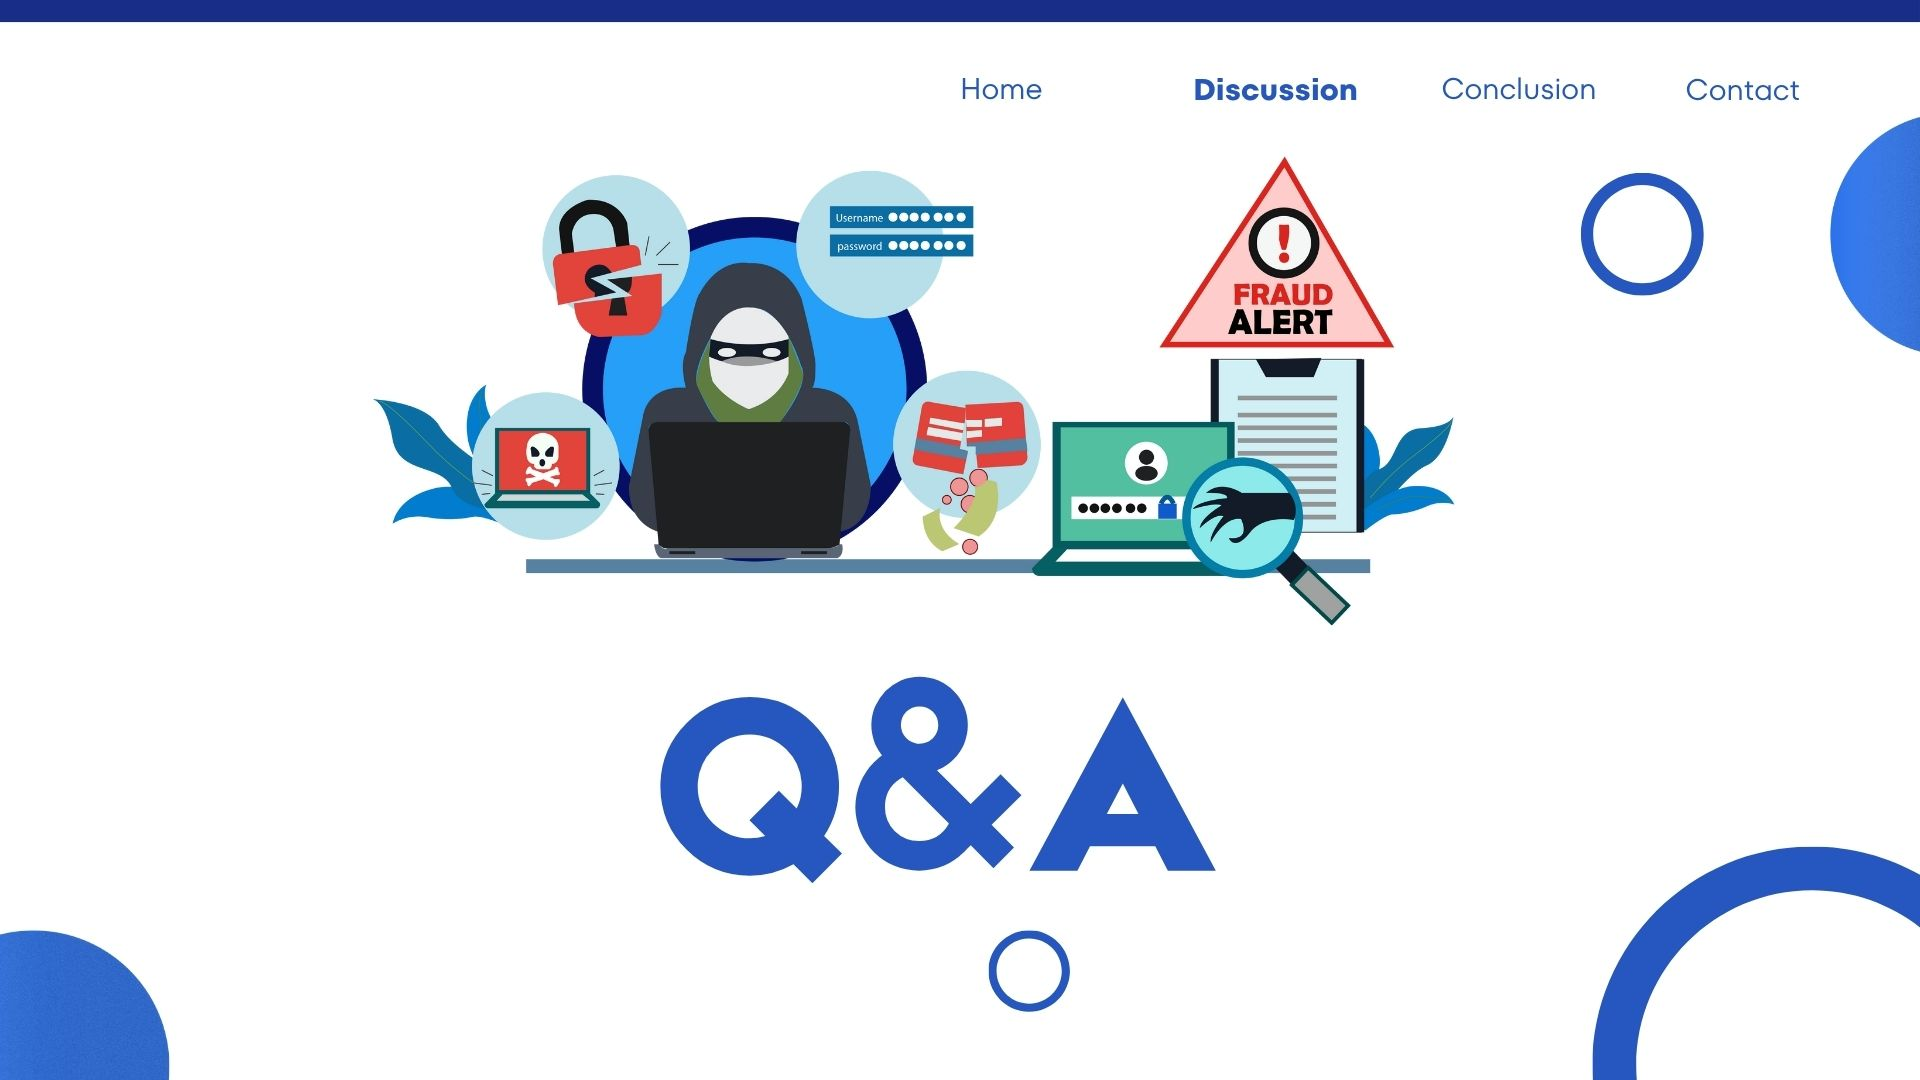 Home Discussion Conclusion Contact
Username
password
FRAUD
ALERT
Q&A